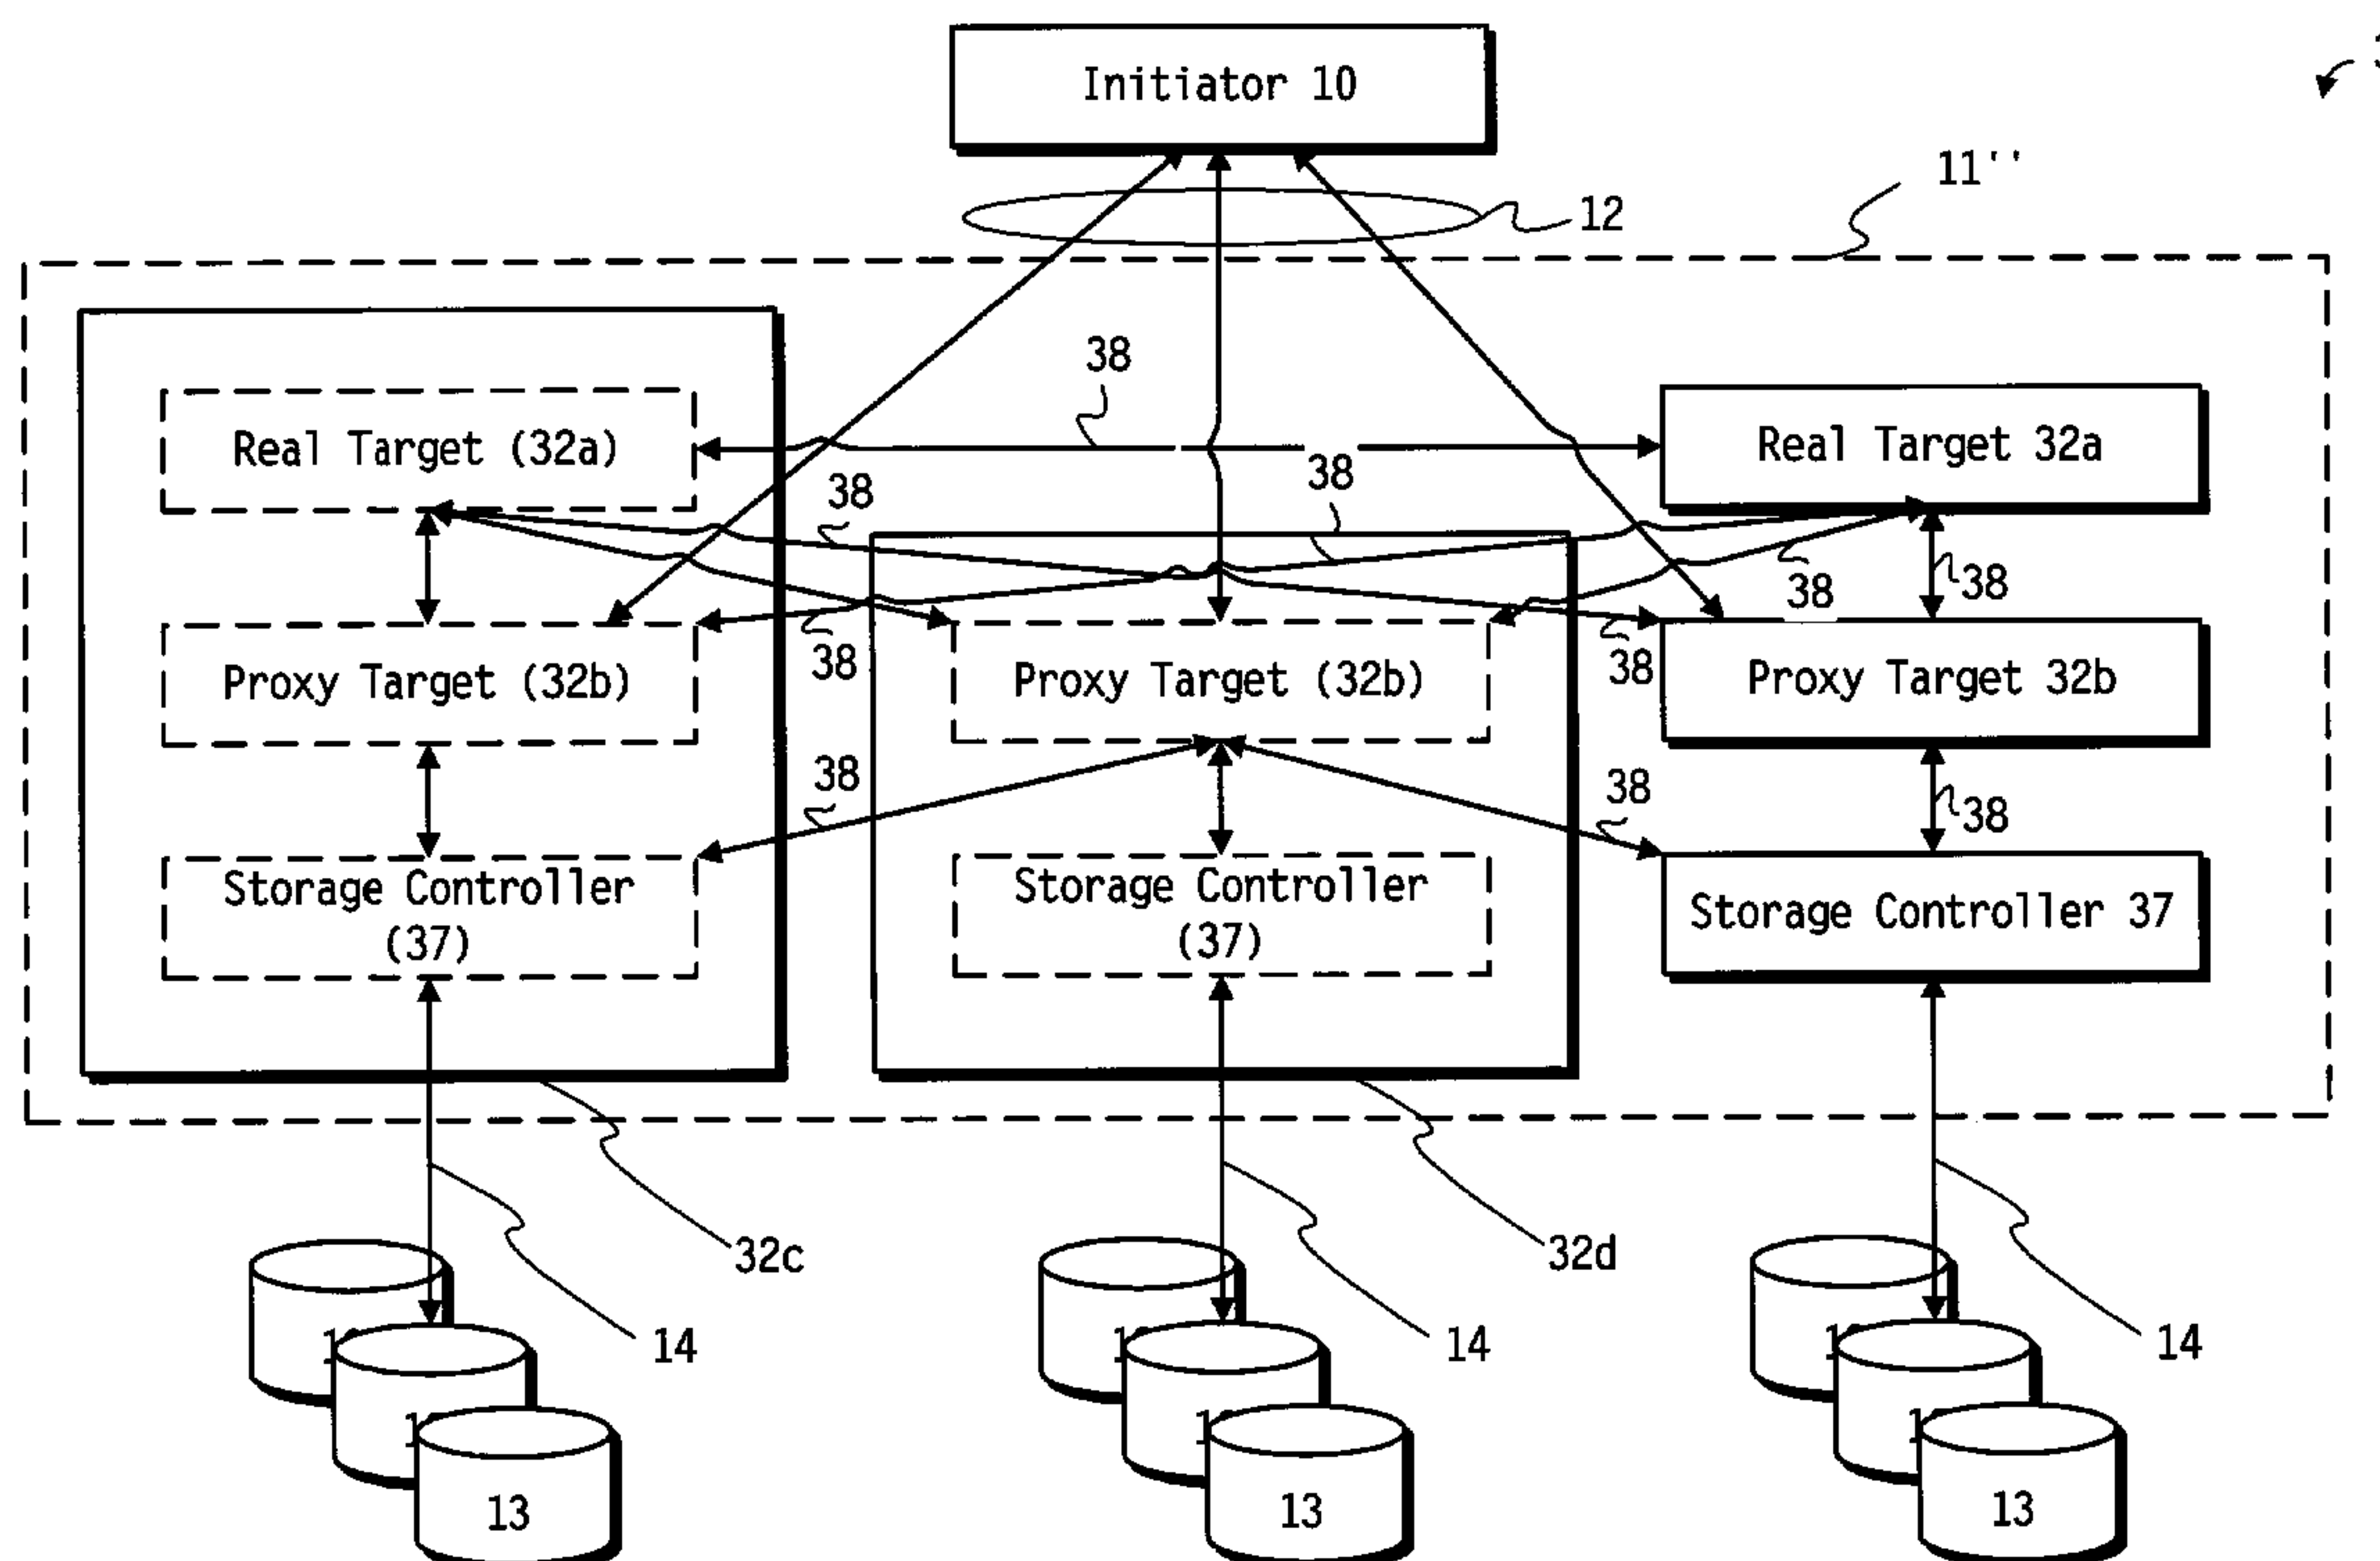 Initiator 10
11''
12
38
Real Target (32a)
Real Target 32a
38
38
38
38
38
38
Proxy Target (32b)
Proxy Target (32b)
Proxy Target 32b
38
38
38
Storage Controller
(37)
Storage Controller
(37)
Storage Controller 37
32c
32d
14
14
14
13
13
13